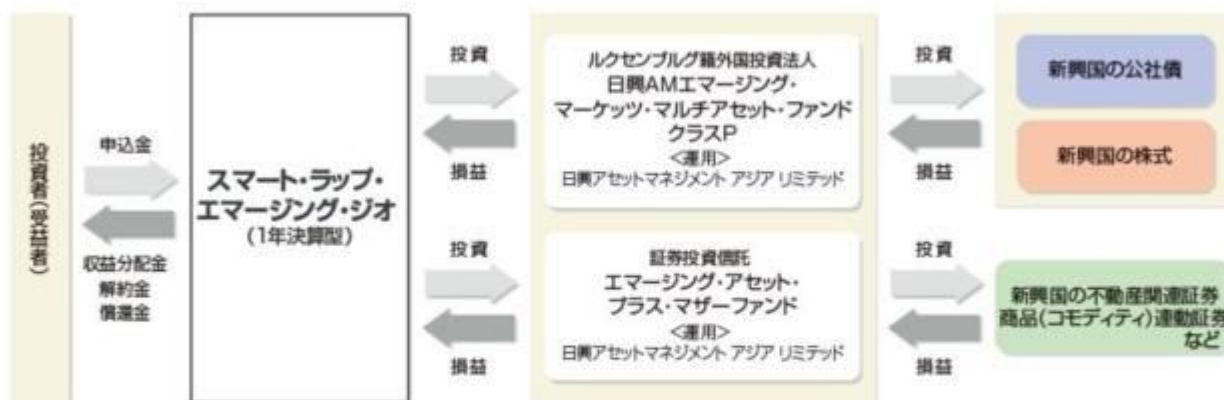 投資者(受益者)
申込金
収益分配金
解約金
償還金
スマート・ラップ・
エマージング・ジオ
(1年決算型)
投資
損益
ルクセンブルグ籍外国投資法人
日興AMエマージング・
マーケッツ・マルチアセット・ファンド
クラスP
<運用>
日興アセットマネジメント アジア リミテッド
投資
損益
新興国の公社債
新興国の株式
投資
損益
証券投資信託
エマージング・アセット・
プラス・マザーファンド
<運用>
日興アセットマネジメント アジア リミテッド
投資
損益
新興国の不動産関連証券
商品(コモディティ)連動証券
など